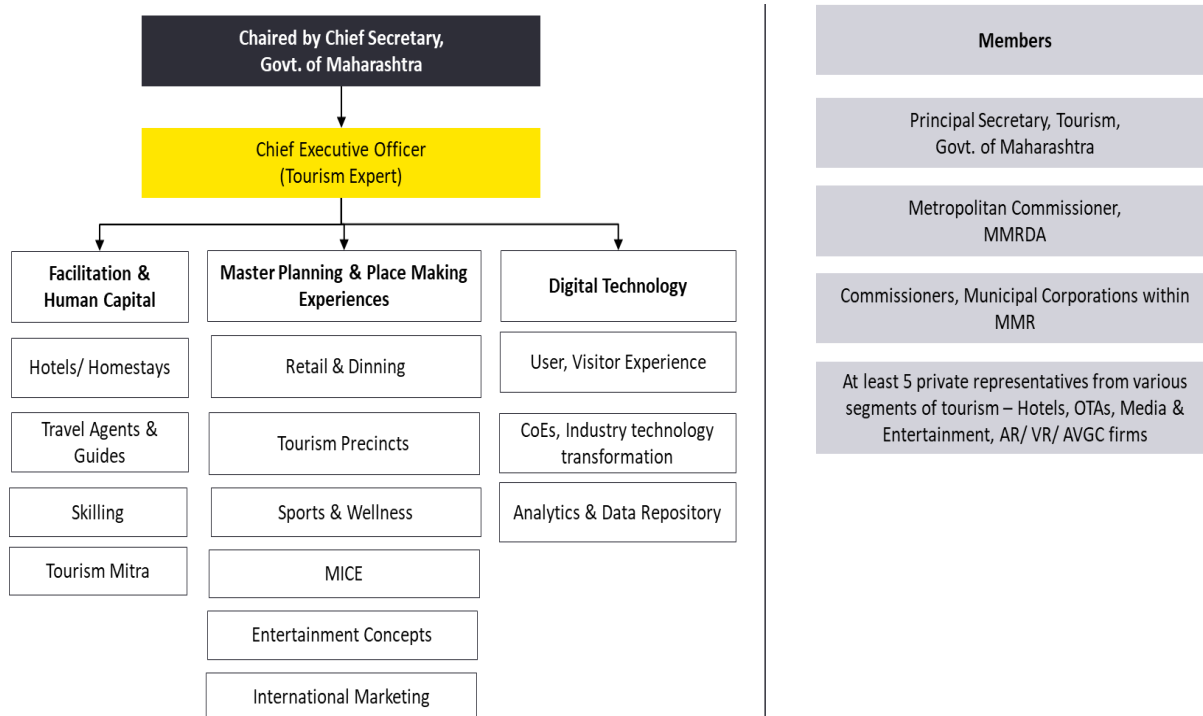 Chaired by Chief Secretary,
Govt. of Maharashtra
Chief Executive Officer
(Tourism Expert)
Facilitation &
Human Capital
Hotels/ Homestays
Travel Agents &
Guides
Skilling
Tourism Mitra
Master Planning & Place Making
Experiences
Retail & Dinning
Tourism Precincts
Sports & Wellness
MICE
Entertainment Concepts
International Marketing
Digital Technology
User, Visitor Experience
CoEs, Industry technology
transformation
Analytics & Data Repository
Members
Principal Secretary, Tourism,
Govt. of Maharashtra
Metropolitan Commissioner,
MMRDA
Commissioners, Municipal Corporations within
MMR
At least 5 private representatives from various
segments of tourism – Hotels, OTAs, Media &
Entertainment, AR/ VR/ AVGC firms